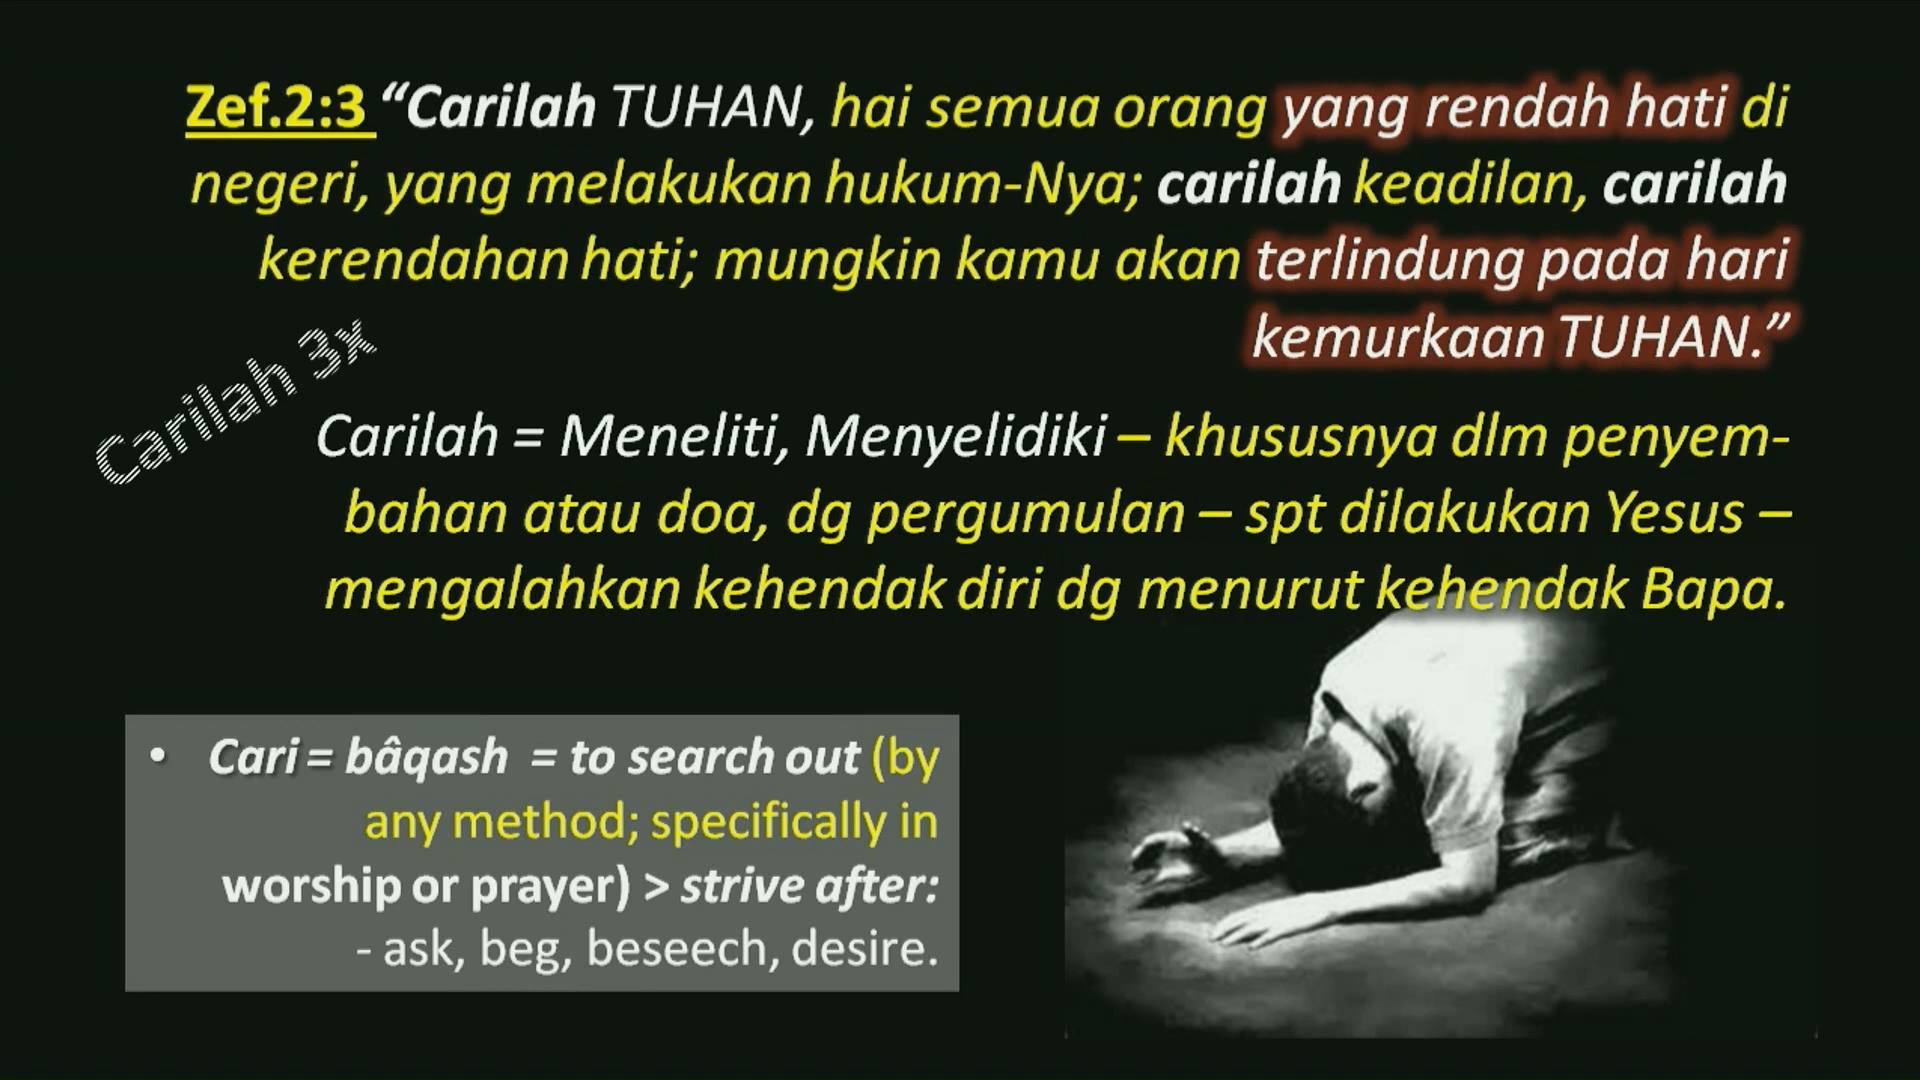 Zef.2:3 “Carilah TUHAN, hai semua orang yang rendah hati di
negeri, yang melakukan hukum-Nya; carilah keadilan, carilah
kerendahan hati; mungkin kamu akan terlindung pada hari
kemurkaan TUHAN.”
Carilah 3x
Carilah = Meneliti, Menyelidiki – khususnya dlm penyem-
bahan atau doa, dg pergumulan – spt dilakukan Yesus –
mengalahkan kehendak diri dg menurut kehendak Bapa.
• Cari = bâqash = to search out (by
any method; specifically in
worship or prayer) > strive after:
- ask, beg, beseech, desire.